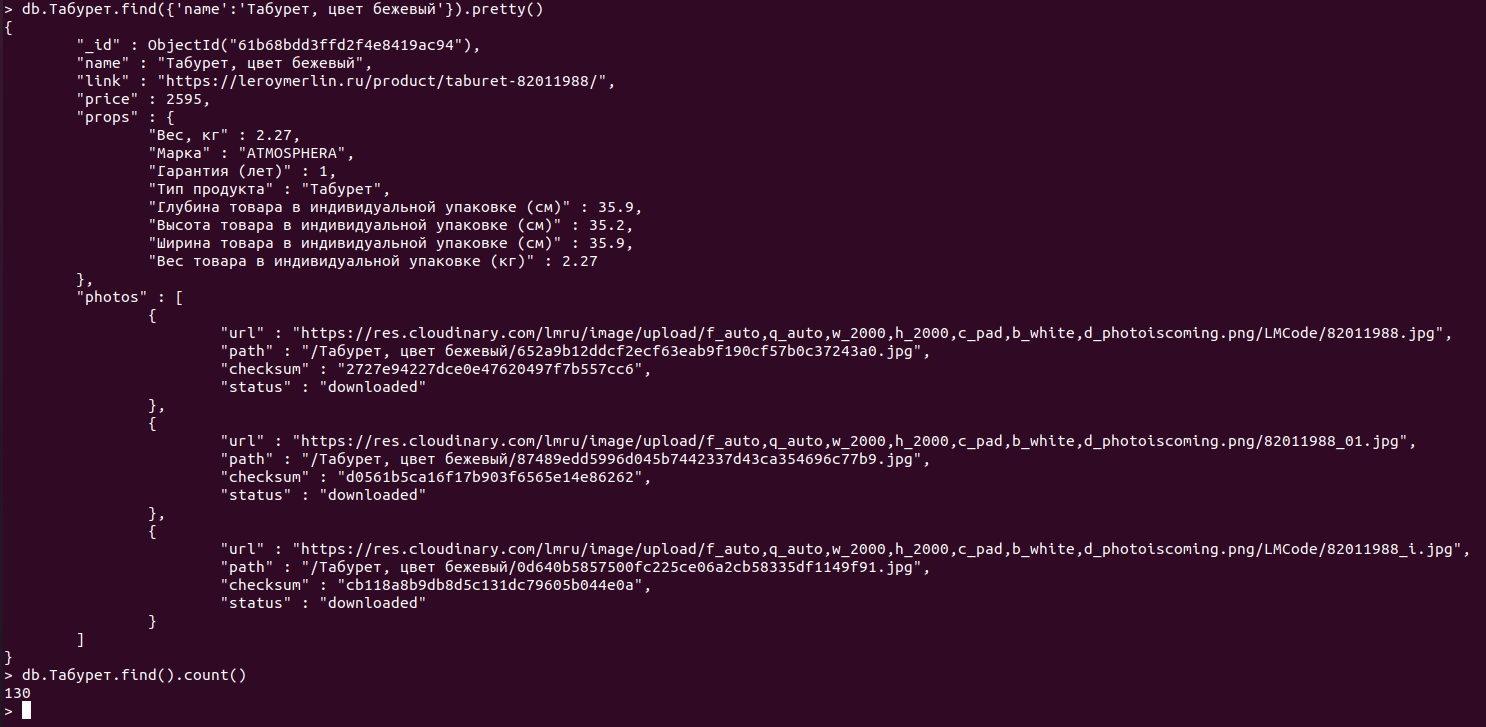 > db.Табурет.find({'name':'Табурет, цвет бежевый'}).pretty()
{
"_id" : ObjectId("61b68bdd3ffd2f4e8419ac94"),
"name" : "Табурет, цвет бежевый",
"link" : "https://leroymerlin.ru/product/taburet-82011988/",
"price" : 2595,
"props" : {
"Вес, кг" : 2.27,
"Марка" : "ATMOSPHERA",
"Гарантия (лет)" : 1,
"Тип продукта" : "Табурет",
"Глубина товара в индивидуальной упаковке (см)" : 35.9,
"Высота товара в индивидуальной упаковке (см)" : 35.2,
"Ширина товара в индивидуальной упаковке (см)" : 35.9,
"Вес товара в индивидуальной упаковке (кг)" : 2.27
},
"photos" : [
{
"url" : "https://res.cloudinary.com/lmru/image/upload/f_auto,q_auto,w_2000,h_2000,c_pad,b_white,d_photoiscoming.png/LMCode/82011988.jpg",
"path" : "/Табурет, цвет бежевый/652a9b12ddcf2ecf63eab9f190cf57b0c37243a0.jpg",
"checksum" : "2727e94227dce0e47620497f7b557cc6",
"status" : "downloaded"
},
{
"url" : "https://res.cloudinary.com/lmru/image/upload/f_auto,q_auto,w_2000,h_2000,c_pad,b_white,d_photoiscoming.png/82011988_01.jpg",
"path" : "/Табурет, цвет бежевый/87489edd5996d045b7442337d43ca354696c77b9.jpg",
"checksum" : "d0561b5ca16f17b903f6565e14e86262",
"status" : "downloaded"
},
{
"url" : "https://res.cloudinary.com/lmru/image/upload/f_auto,q_auto,w_2000,h_2000,c_pad,b_white,d_photoiscoming.png/LMCode/82011988_i.jpg",
"path" : "/Табурет, цвет бежевый/0d640b5857500fc225ce06a2cb58335df1149f91.jpg",
"checksum" : "cb118a8b9db8d5c131dc79605b044e0a",
"status" : "downloaded"
}
]
}
> db.Табурет.find().count()
130
>